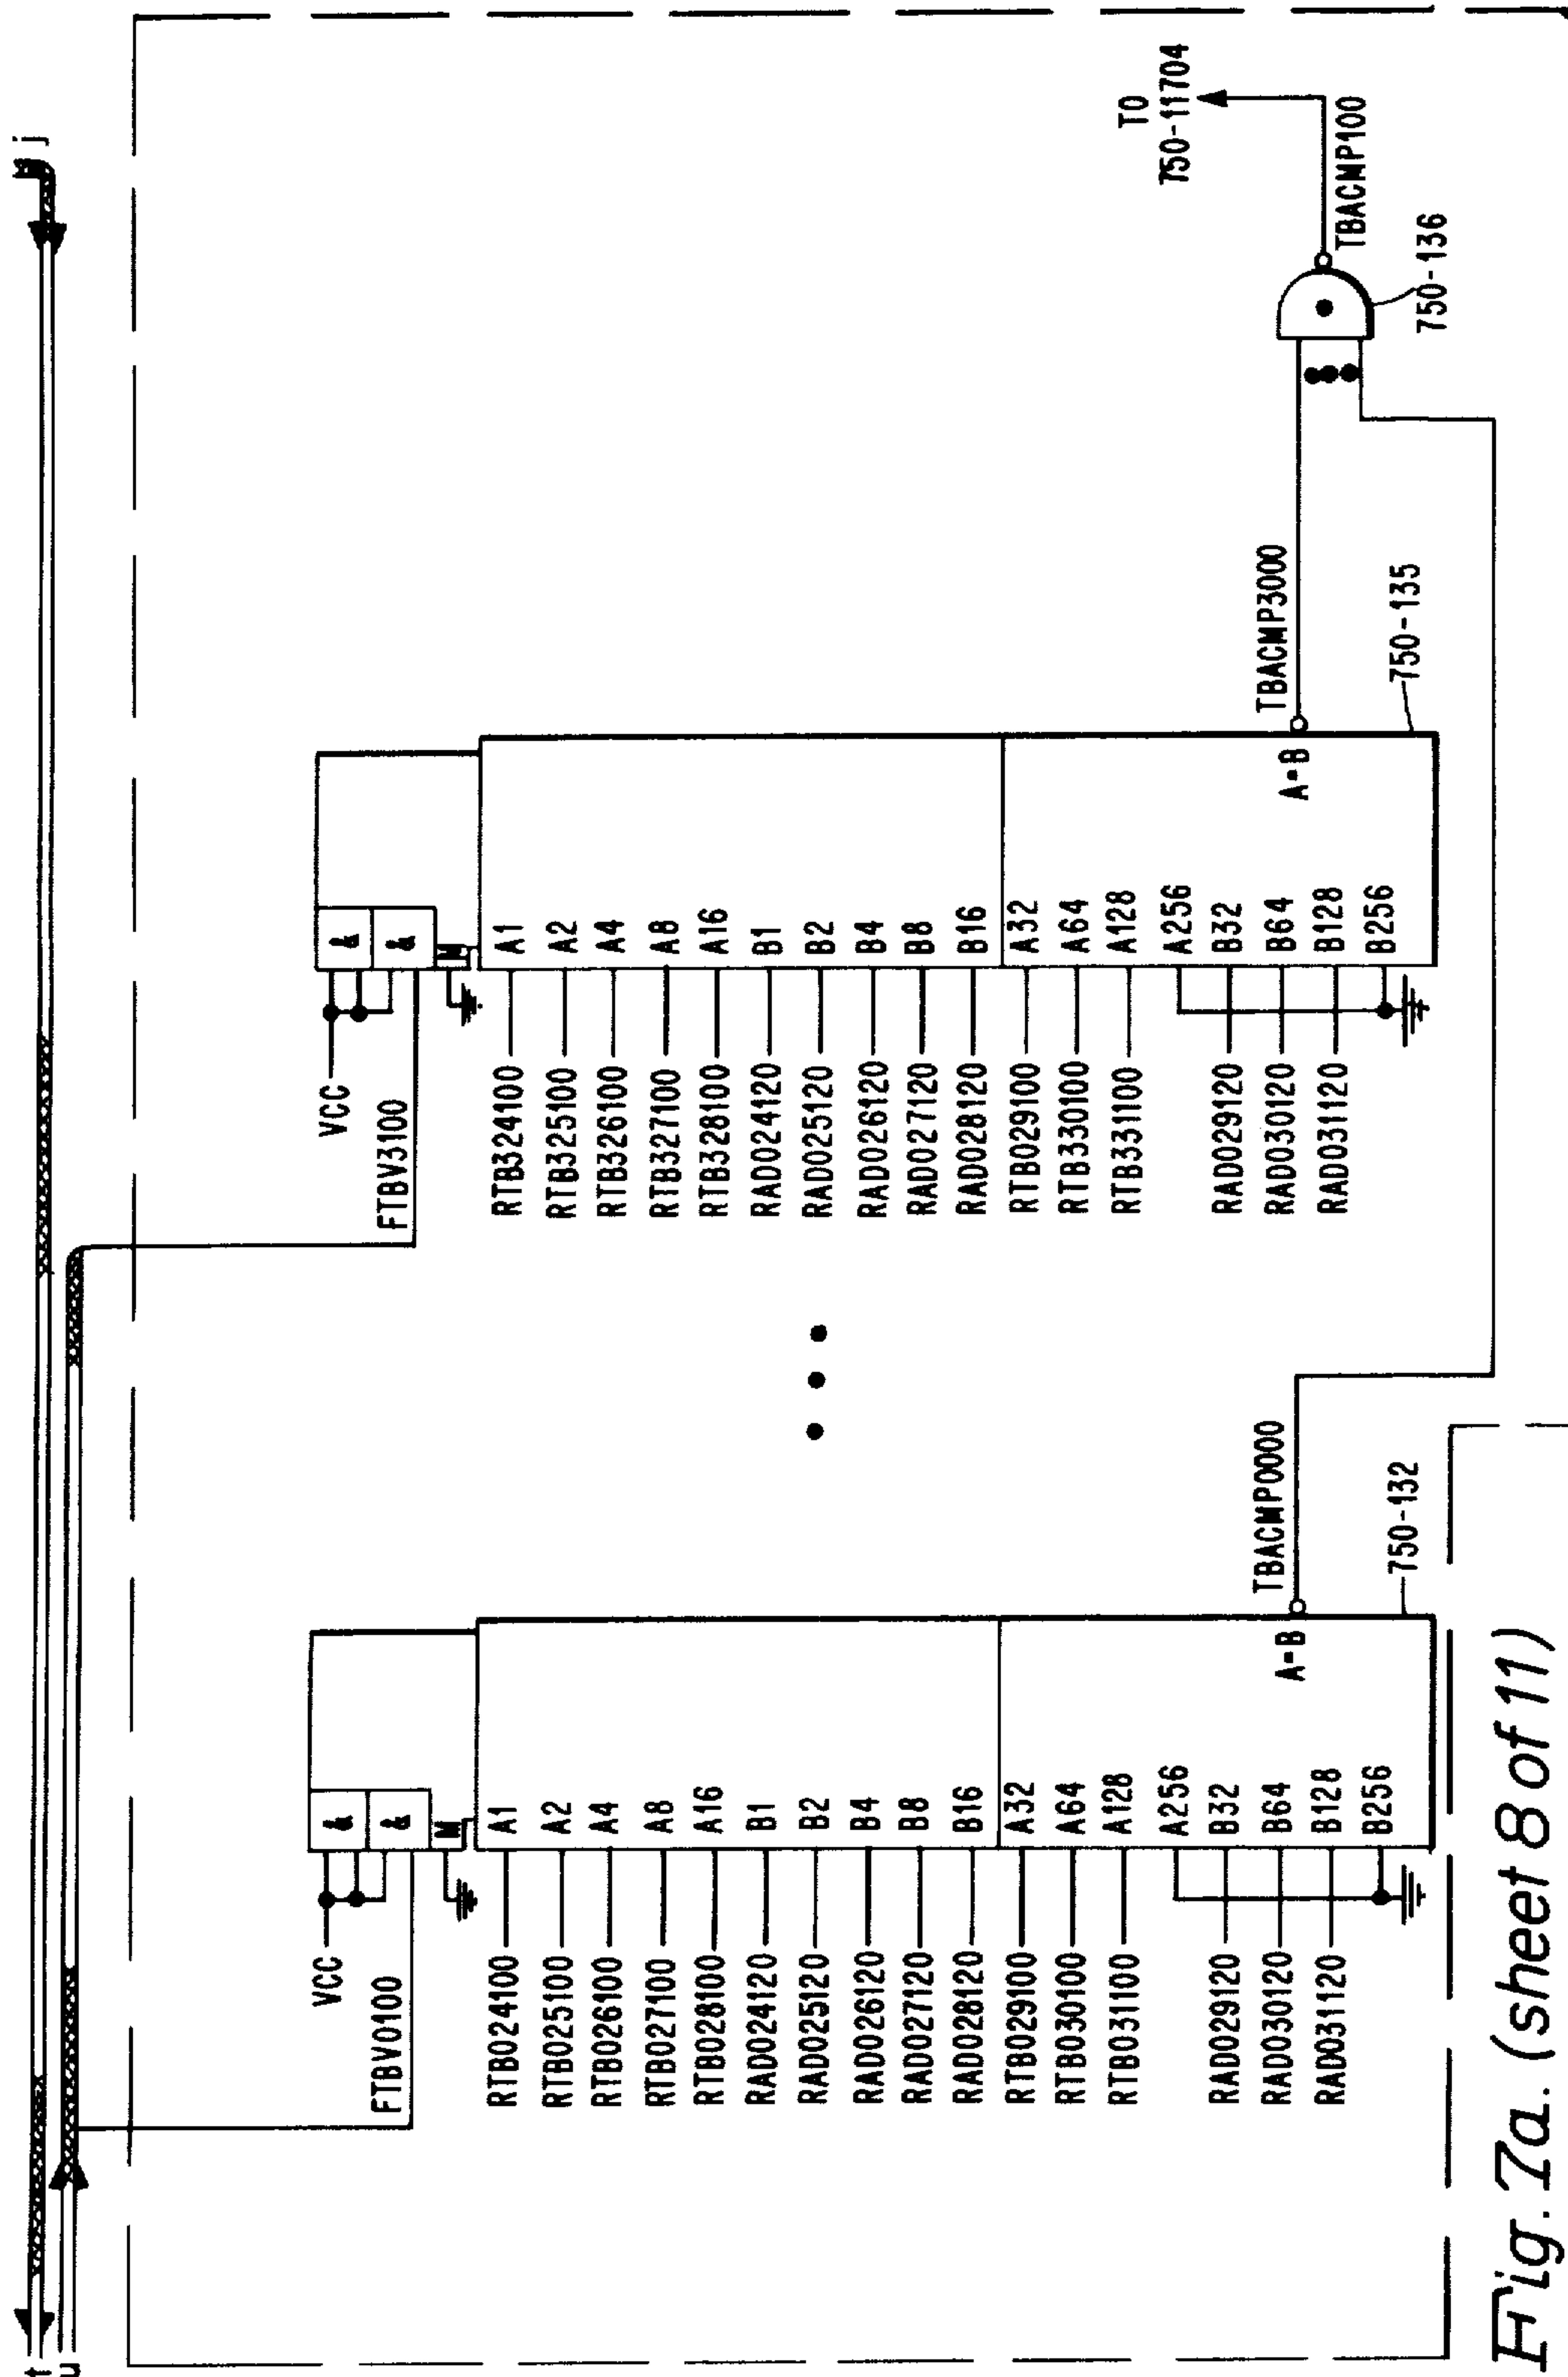 t
u
j
VCC
FTBV0100
&
&
M
RTB024100 A1
RTB025100 A2
RTB026100 A4
RTB027100 A8
RTB028100 A16
RAD024120 B1
RAD025120 B2
RAD026120 B4
RAD027120 B8
RAD028120 B16
RTB029100 A32
RTB030100 A64
RTB031100 A128
A256
RAD029120 B32
RAD030120 B64
RAD031120 B128
B256
A=B
TBACMP0000
750-132
VCC
FTBV3100
&
&
M
RTB324100 A1
RTB325100 A2
RTB326100 A4
RTB327100 A8
RTB328100 A16
RAD024120 B1
RAD025120 B2
RAD026120 B4
RAD027120 B8
RAD028120 B16
RTB029100 A32
RTB330100 A64
RTB331100 A128
A256
RAD029120 B32
RAD030120 B64
RAD031120 B128
B256
A=B
TBACMP3000
750-135
TO
750-11704
TBACMP100
750-136
Fig. 7a. (sheet 8 of 11)